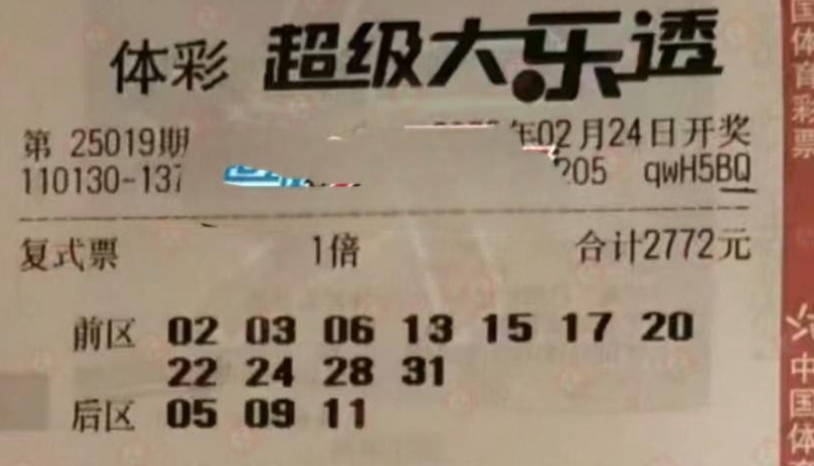 体彩 超级大乐透
第 25019期 年02月24日开奖
110130-137 205 qwH5BQ
复式票 1倍 合计2772元
前区 02 03 06 13 15 17 20
22 24 28 31
后区 05 09 11
国体育彩票
中国体